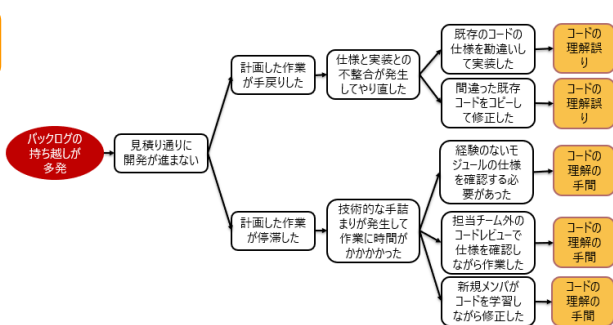 バックログの
持ち越しが
多発
見積り通りに
開発が進まない
計画した作業
が手戻りした
仕様と実装との
不整合が発生
してやり直した
既存のコードの
仕様を勘違いし
て実装した
コードの
理解誤
り
間違った既存
コードをコピーし
て修正した
コードの
理解誤
り
計画した作業
が停滞した
技術的な手詰
まりが発生して
作業に時間が
かかかかった
経験のないモ
ジュールの仕様
を確認する必
要があった
コードの
理解の
手間
担当チーム外の
コードレビューで
仕様を確認し
ながら作業した
コードの
理解の
手間
新規メンバが
コードを学習し
ながら修正した
コードの
理解の
手間